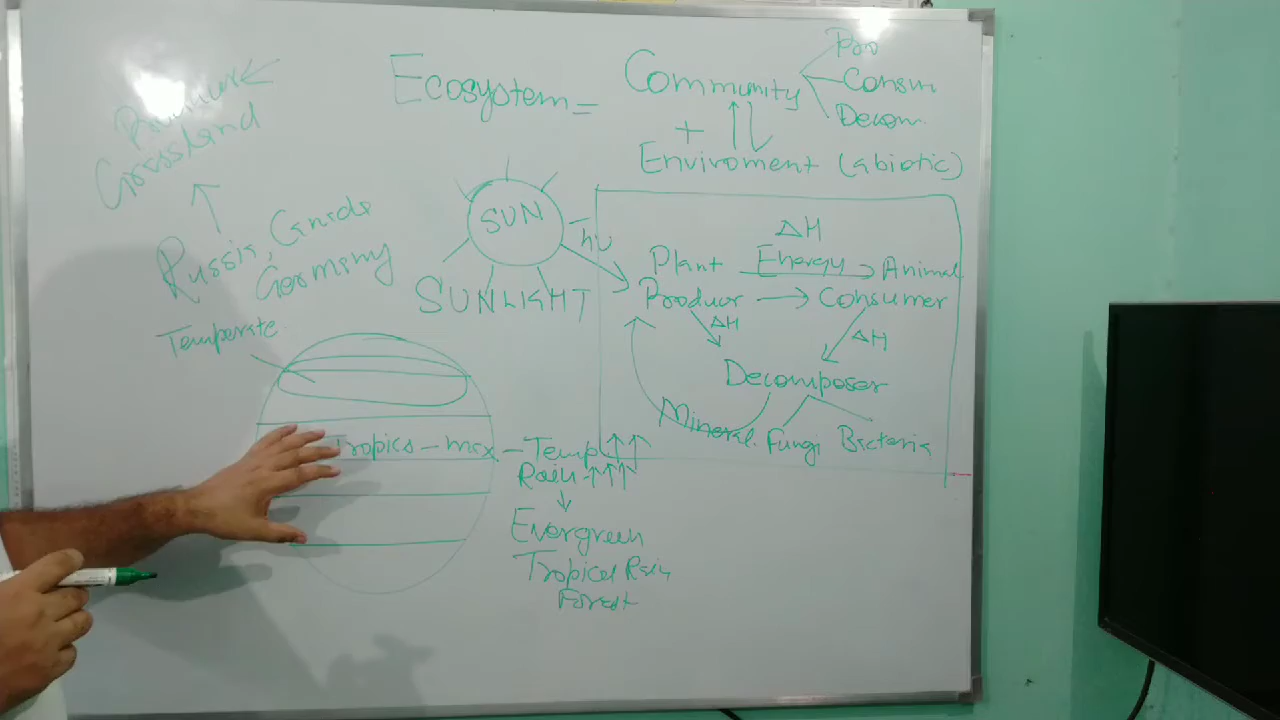 Ecosystem = Community
Pro
Consum
Decom.
+
Enviroment (abiotic)
Grassland
Russia,
Germany
Temperate
SUN
SUNLIGHT
hν
ΔH
Plant Energy Animal
Producer → Consumer
ΔH
ΔH
Decomposer
Mineral. Fungi Bacteria
Tropics - max - Temp ↑↑
Rain - ↑↑↑
Evergreen
Tropical Rain
Forest